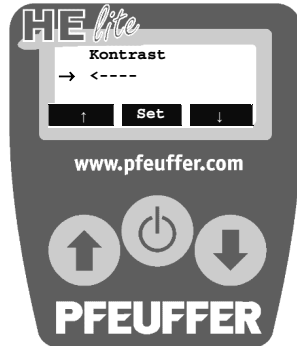 HE lite
Kontrast
→ <----
↑ Set ↓
www.pfeuffer.com
PFEUFFER